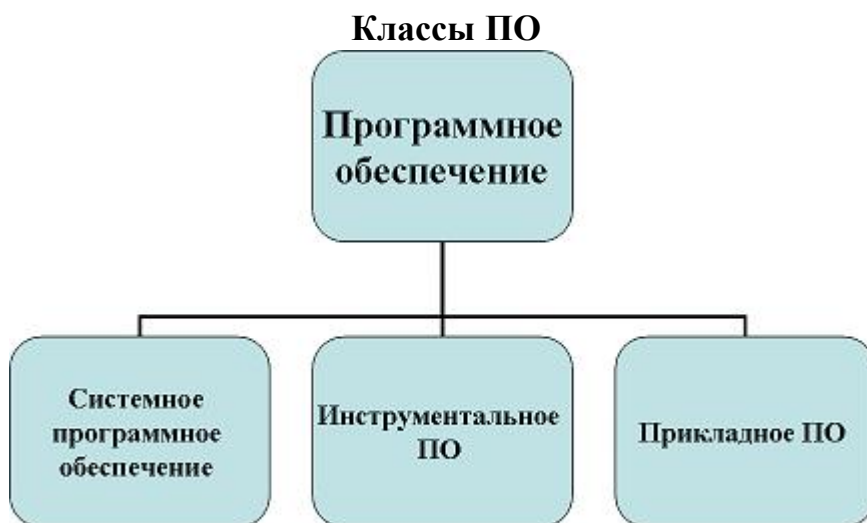 Классы ПО
Программное
обеспечение
Системное
программное
обеспечение
Инструментальное
ПО
Прикладное ПО